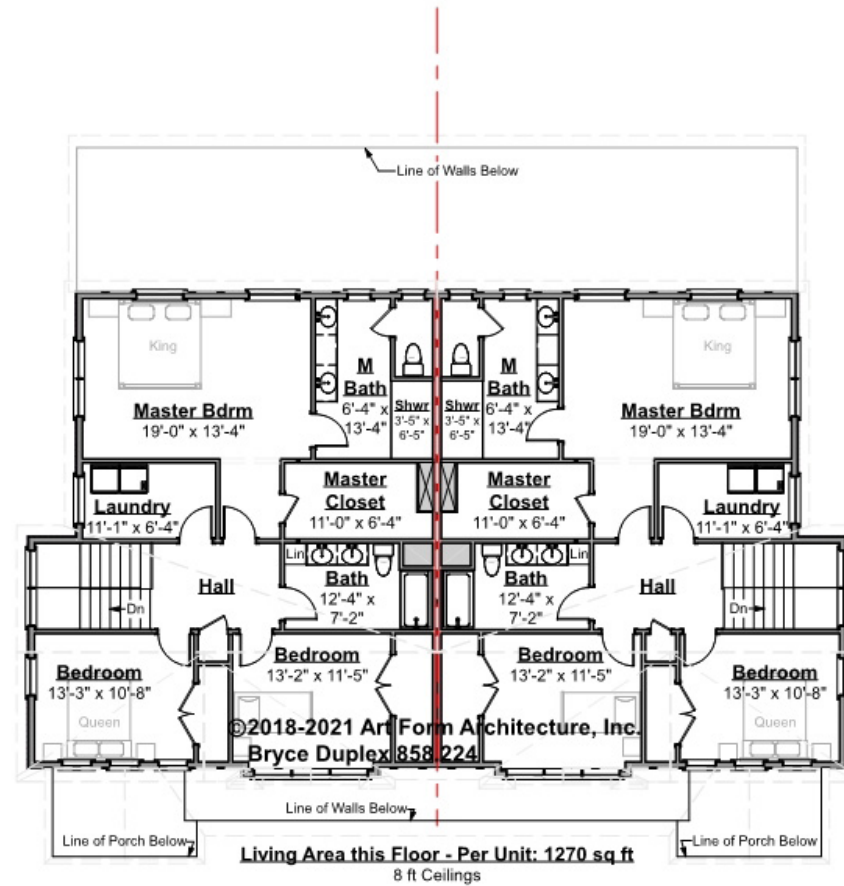 Line of Walls Below
King
King
M
Bath
6'-4" x
13'-4"
M
Bath
6'-4" x
13'-4"
Shwr
3'-5" x
6'-5"
Shwr
3'-5" x
6'-5"
Master Bdrm
19'-0" x 13'-4"
Master Bdrm
19'-0" x 13'-4"
Laundry
11'-1" x 6'-4"
Master
Closet
11'-0" x 6'-4"
Master
Closet
11'-0" x 6'-4"
Laundry
11'-1" x 6'-4"
Lin
Lin
Hall
Bath
12'-4" x
7'-2"
Bath
12'-4" x
7'-2"
Hall
Dn
Dn
Bedroom
13'-3" x 10'-8"
Bedroom
13'-2" x 11'-5"
Bedroom
13'-2" x 11'-5"
Bedroom
13'-3" x 10'-8"
Queen
Queen
©2018-2021 Art Form Architecture, Inc.
Bryce Duplex 858.224
Line of Walls Below
Line of Porch Below
Line of Porch Below
Living Area this Floor - Per Unit: 1270 sq ft
8 ft Ceilings